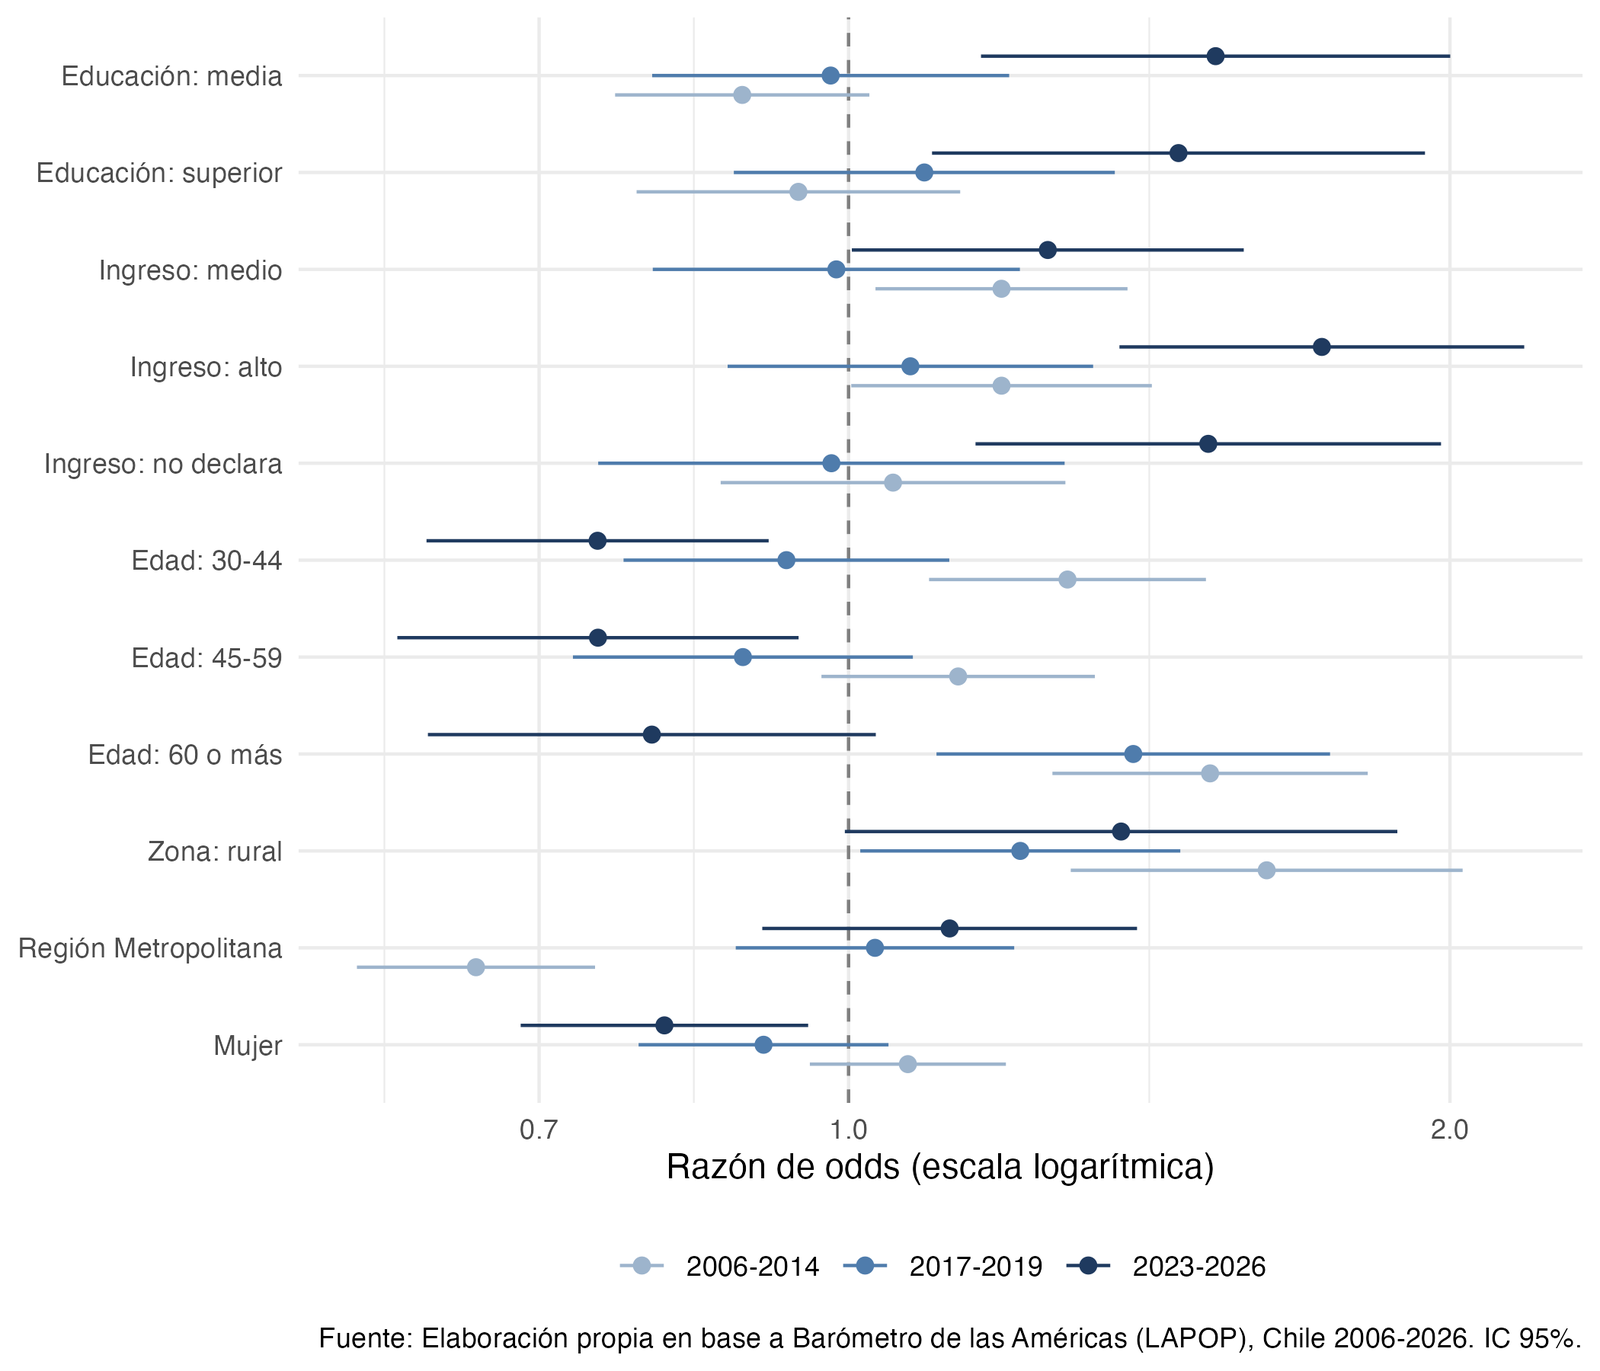 Educación: media
Educación: superior
Ingreso: medio
Ingreso: alto
Ingreso: no declara
Edad: 30-44
Edad: 45-59
Edad: 60 o más
Zona: rural
Región Metropolitana
Mujer
0.7 1.0 2.0
Razón de odds (escala logarítmica)
2006-2014 2017-2019 2023-2026
Fuente: Elaboración propia en base a Barómetro de las Américas (LAPOP), Chile 2006-2026. IC 95%.